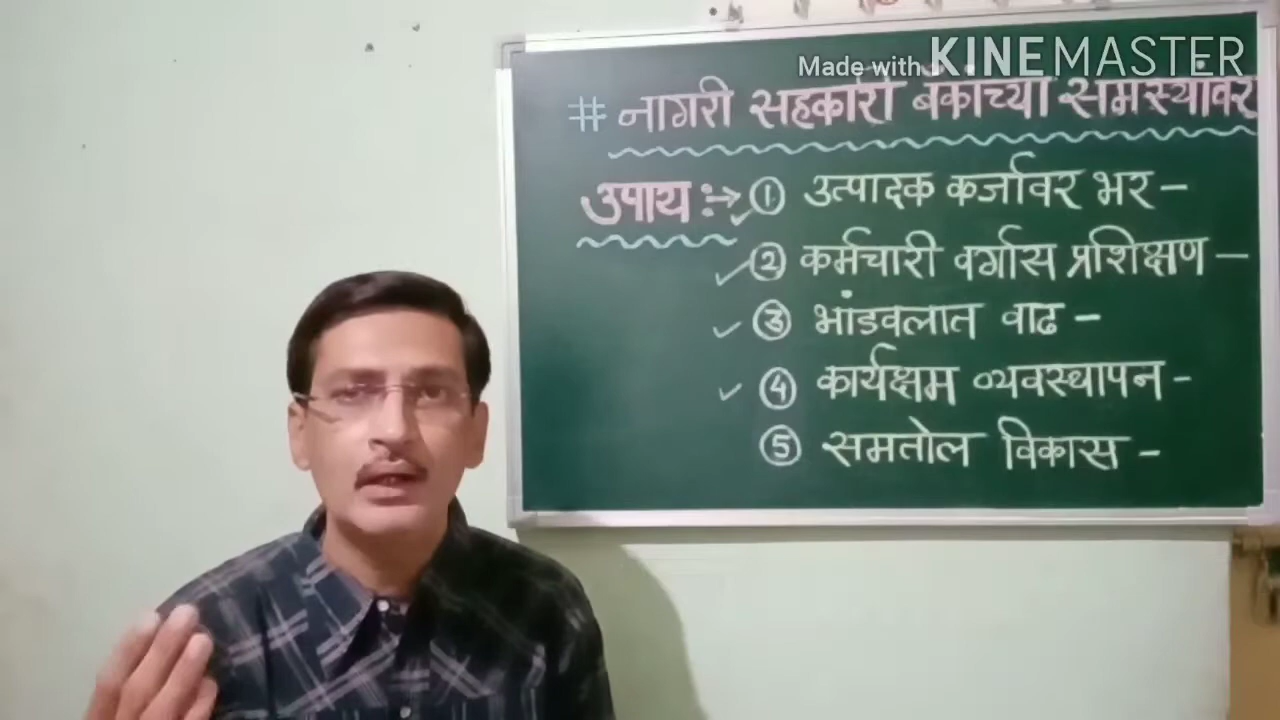 Made with KINEMASTER
# नागरी सहकारी बँकांच्या समस्यांवर
उपाय :→ ① उत्पादक कर्जावर भर –
② कर्मचारी वर्गास प्रशिक्षण –
③ भांडवलात वाढ –
④ कार्यक्षम व्यवस्थापन –
⑤ समतोल विकास –